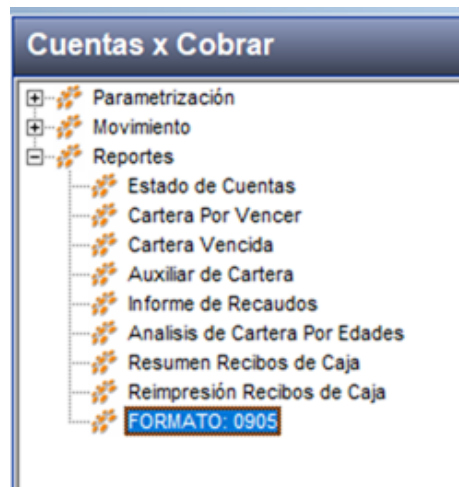 Cuentas x Cobrar
Parametrización
Movimiento
Reportes
Estado de Cuentas
Cartera Por Vencer
Cartera Vencida
Auxiliar de Cartera
Informe de Recaudos
Analisis de Cartera Por Edades
Resumen Recibos de Caja
Reimpresión Recibos de Caja
FORMATO: 0905